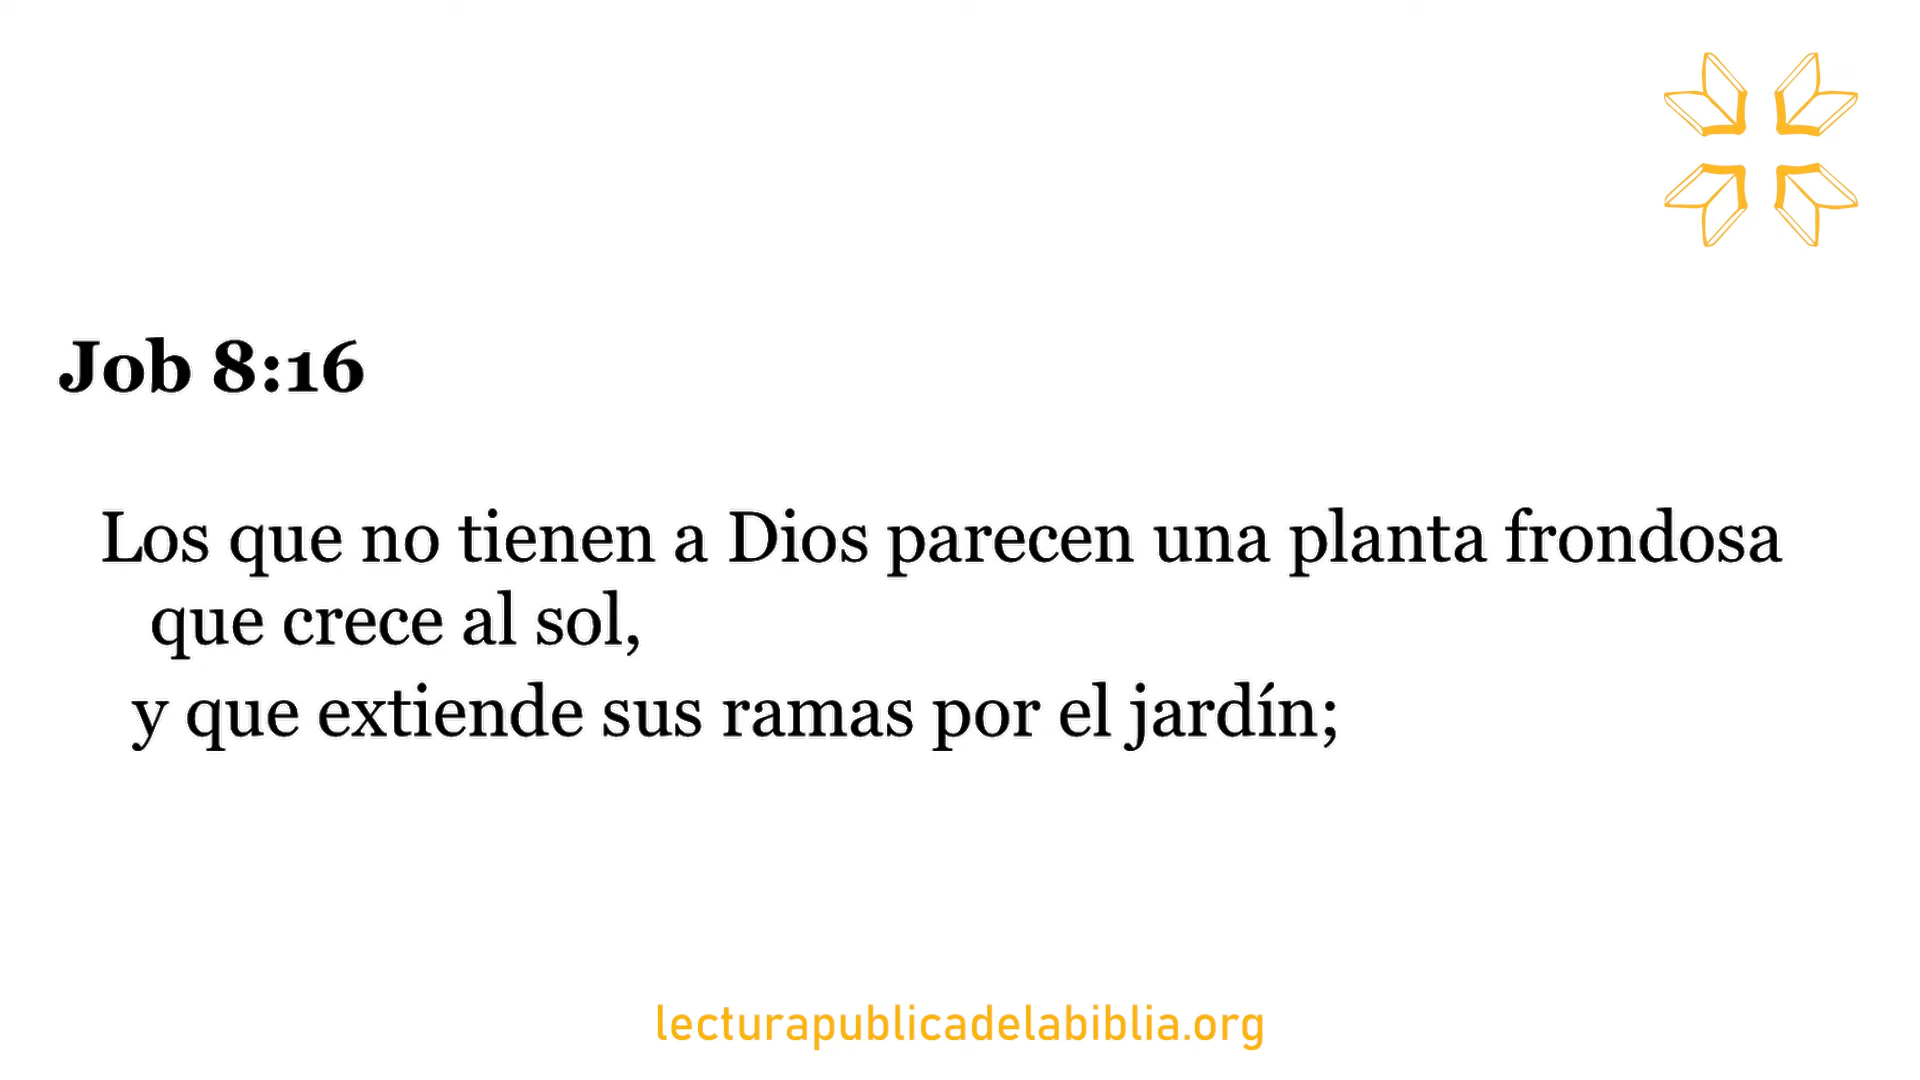 Job 8:16
Los que no tienen a Dios parecen una planta frondosa
que crece al sol,
y que extiende sus ramas por el jardín;
lecturapublicadelabiblia.org